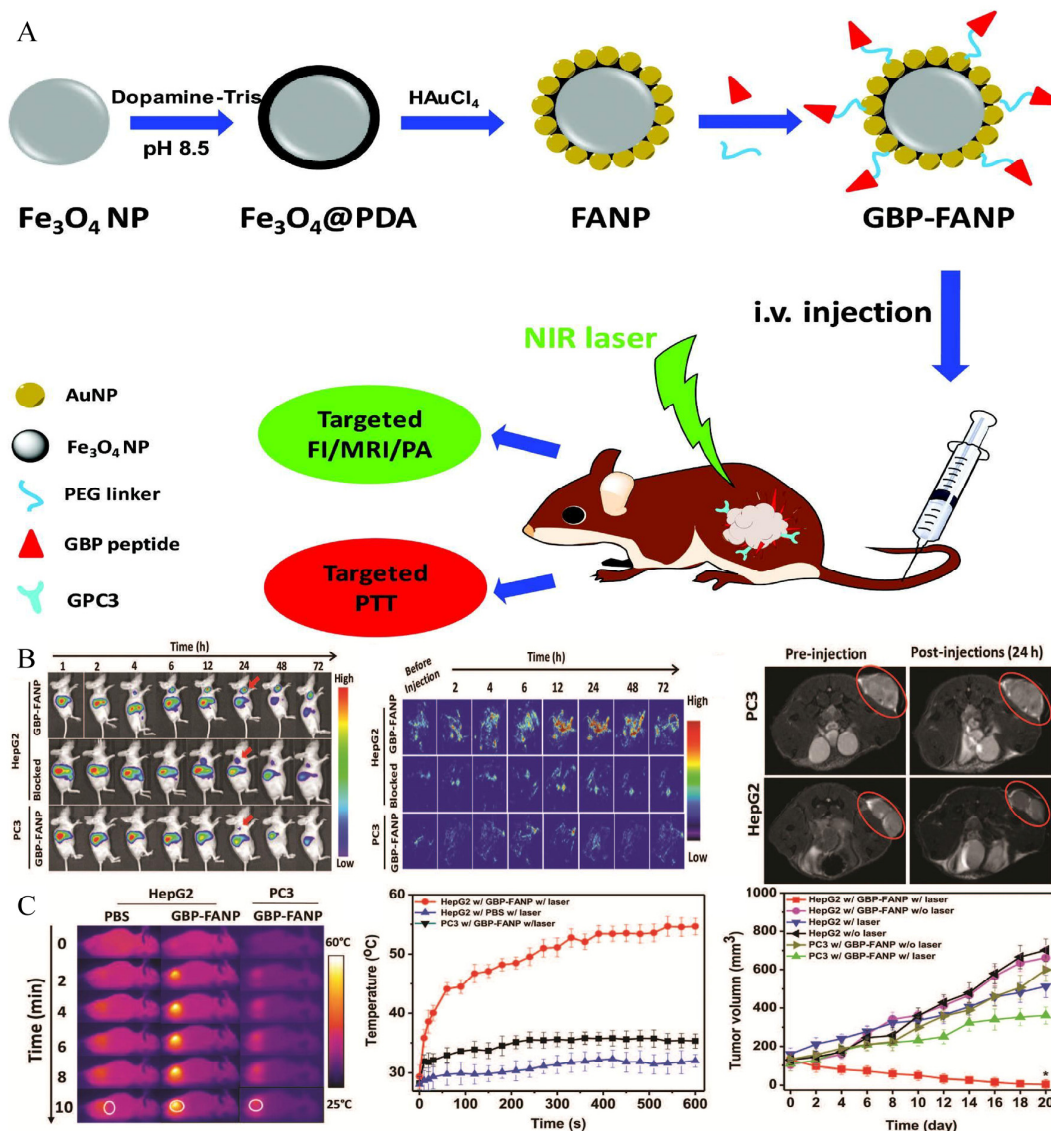 A
Dopamine-Tris
pH 8.5
HAuCl₄
Fe₃O₄ NP
Fe₃O₄@PDA
FANP
GBP-FANP
i.v. injection
NIR laser
Targeted
FI/MRI/PA
Targeted
PTT
AuNP
Fe₃O₄ NP
PEG linker
GBP peptide
GPC3
B
Time (h)
1 2 4 6 12 24 48 72
HepG2
GBP-FANP
Blocked
PC3
GBP-FANP
High
Low
Before
Injection
Time (h)
2 4 6 12 24 48 72
HepG2
GBP-FANP
Blocked
PC3
GBP-FANP
High
Low
Pre-injection
Post-injections (24 h)
PC3
HepG2
C
HepG2
PC3
PBS
GBP-FANP
GBP-FANP
Time (min)
0
2
4
6
8
10
60°C
25°C
HepG2 w/ GBP-FANP w/ laser
HepG2 w/ PBS w/ laser
PC3 w/ GBP-FANP w/laser
Temperature (°C)
60
50
40
30
0 100 200 300 400 500 600
Time (s)
HepG2 w/ GBP-FANP w/ laser
HepG2 w/ GBP-FANP w/o laser
HepG2 w/ laser
HepG2 w/o laser
PC3 w/ GBP-FANP w/o laser
PC3 w/ GBP-FANP w/ laser
Tumor volumn (mm³)
1000
800
600
400
200
0
*
0 2 4 6 8 10 12 14 16 18 20
Time (day)